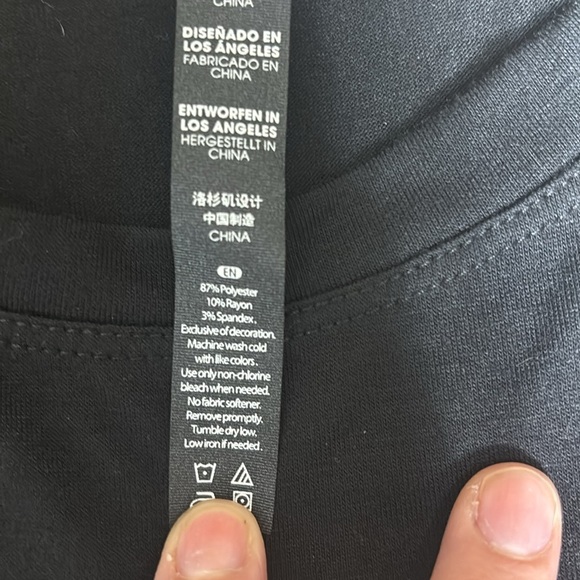 CHINA
DISEÑADO EN
LOS ÁNGELES
FABRICADO EN
CHINA
ENTWORFEN IN
LOS ANGELES
HERGESTELLT IN
CHINA
洛杉矶设计
中国制造
CHINA
EN
87% Polyester
10% Rayon
3% Spandex.
Exclusive of decoration.
Machine wash cold
with like colors.
Use only non-chlorine
bleach when needed.
No fabric softener.
Remove promptly.
Tumble dry low.
Low iron if needed.